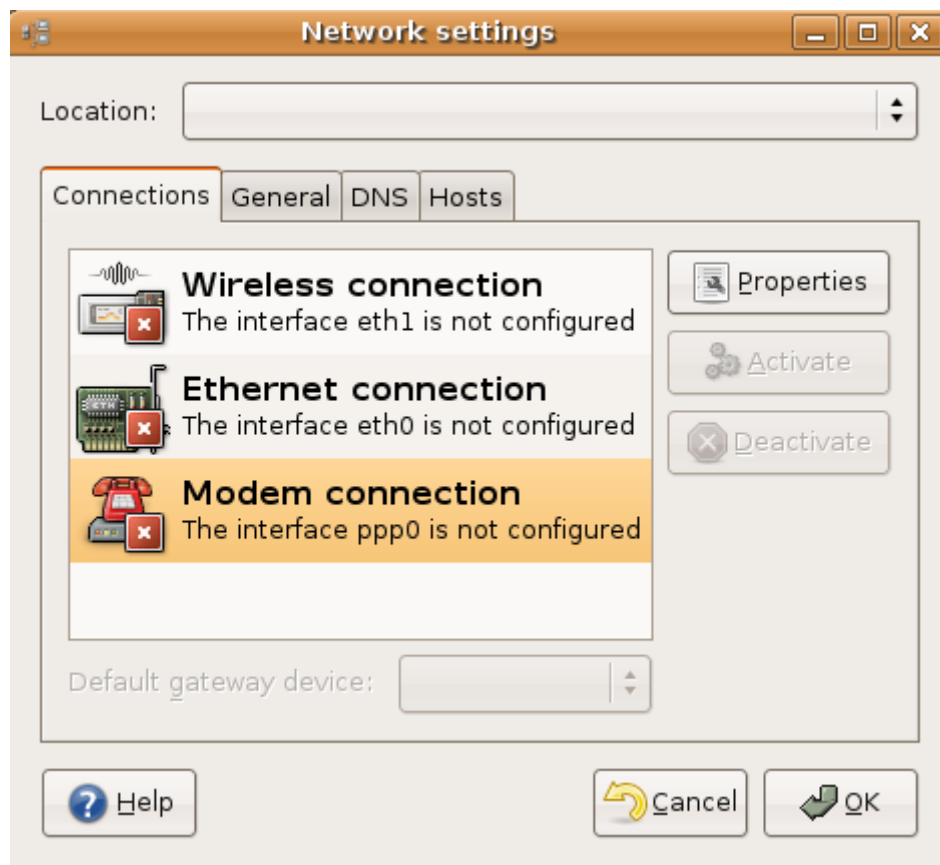 Network settings
Location:
Connections General DNS Hosts
Wireless connection
The interface eth1 is not configured
Properties
Ethernet connection
The interface eth0 is not configured
Activate
Deactivate
Modem connection
The interface ppp0 is not configured
Default gateway device:
Help Cancel OK
ETH